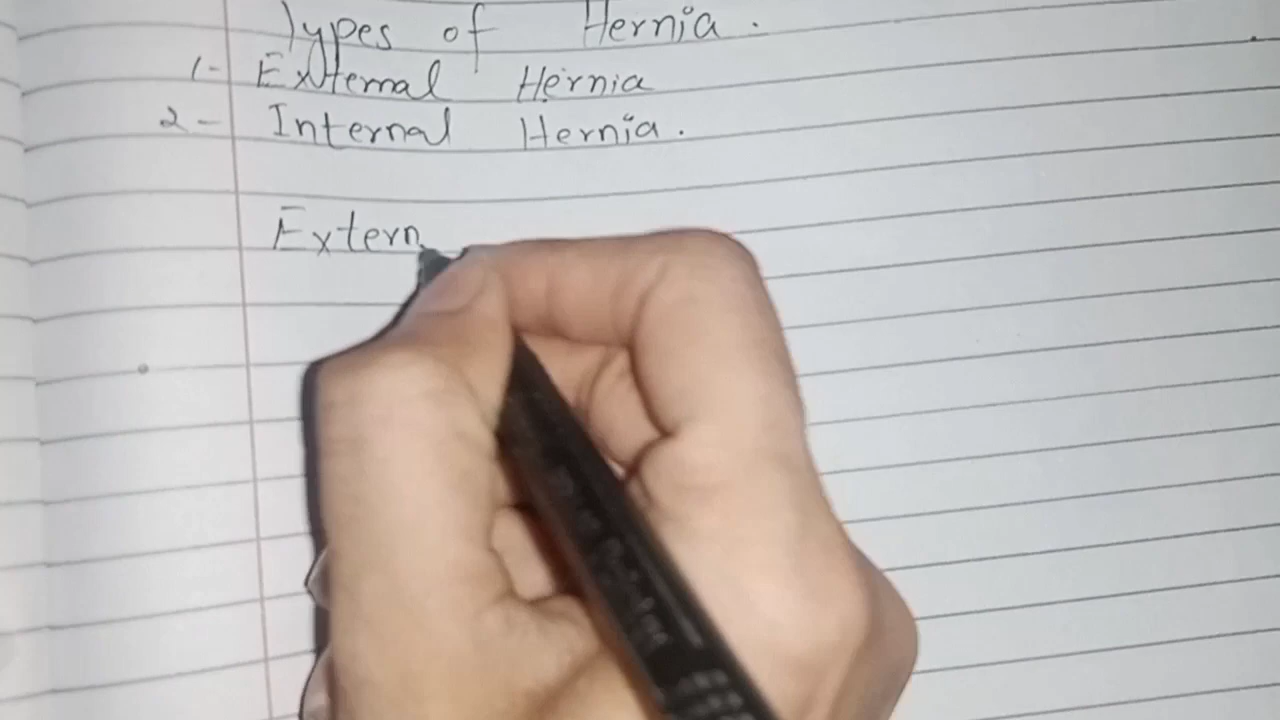 Types of Hernia.
1- External Hernia
2- Internal Hernia.
Extern